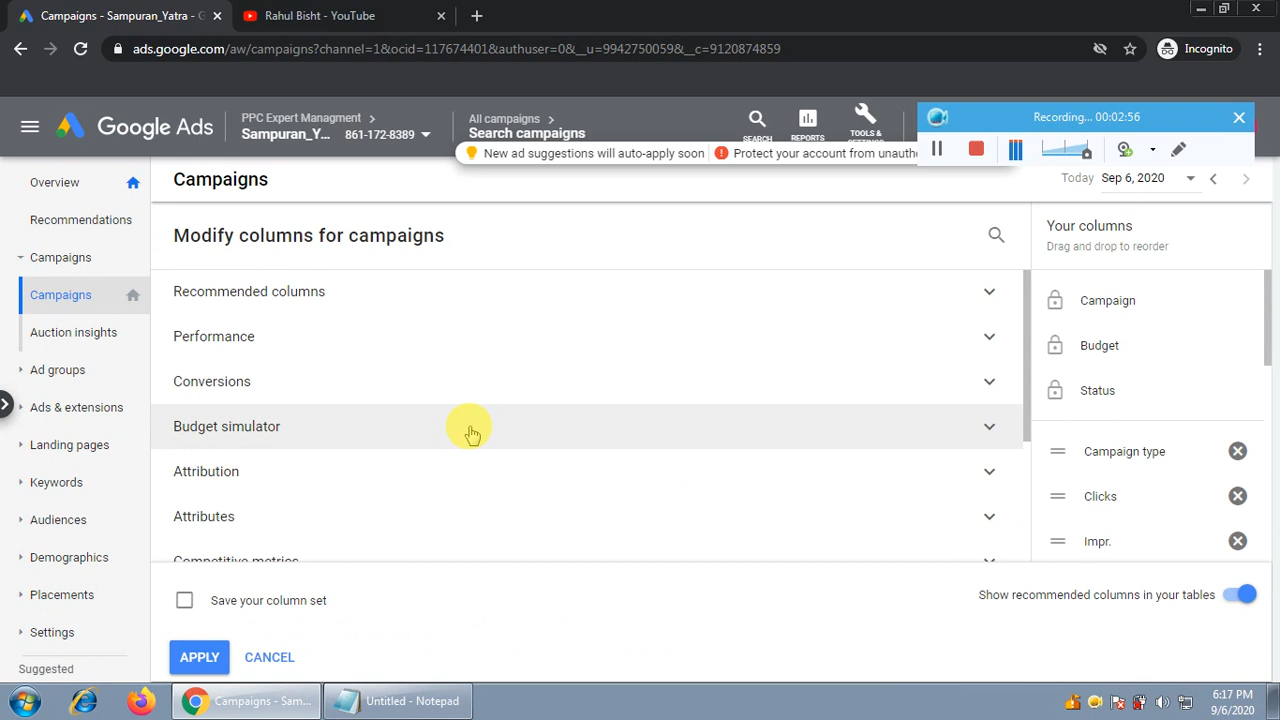 Campaigns - Sampuran_Yatra - G
Rahul Bisht - YouTube
ads.google.com/aw/campaigns?channel=1&ocid=117674401&authuser=0&__u=9942750059&__c=9120874859
Incognito
Google Ads
PPC Expert Managment
Sampuran_Y... 861-172-8389
All campaigns
Search campaigns
SEARCH
REPORTS
TOOLS &
Recording... 00:02:56
New ad suggestions will auto-apply soon
Protect your account from unautho
Overview
Recommendations
Campaigns
Campaigns
Auction insights
Ad groups
Ads & extensions
Landing pages
Keywords
Audiences
Demographics
Placements
Settings
Suggested
Campaigns
Today Sep 6, 2020
Modify columns for campaigns
Recommended columns
Performance
Conversions
Budget simulator
Attribution
Attributes
Competitive metrics
Your columns
Drag and drop to reorder
Campaign
Budget
Status
Campaign type
Clicks
Impr.
Save your column set
Show recommended columns in your tables
APPLY
CANCEL
Campaigns - Sam...
Untitled - Notepad
6:17 PM
9/6/2020